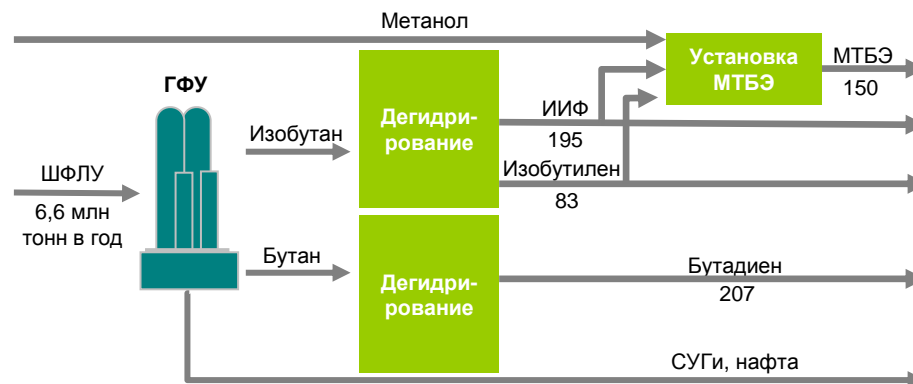 Метанол
Установка
МТБЭ
МТБЭ
150
ГФУ
Изобутан
Дегидри-
рование
ИИФ
195
Изобутилен
83
ШФЛУ
6,6 млн
тонн в год
Бутан
Дегидри-
рование
Бутадиен
207
СУГи, нафта